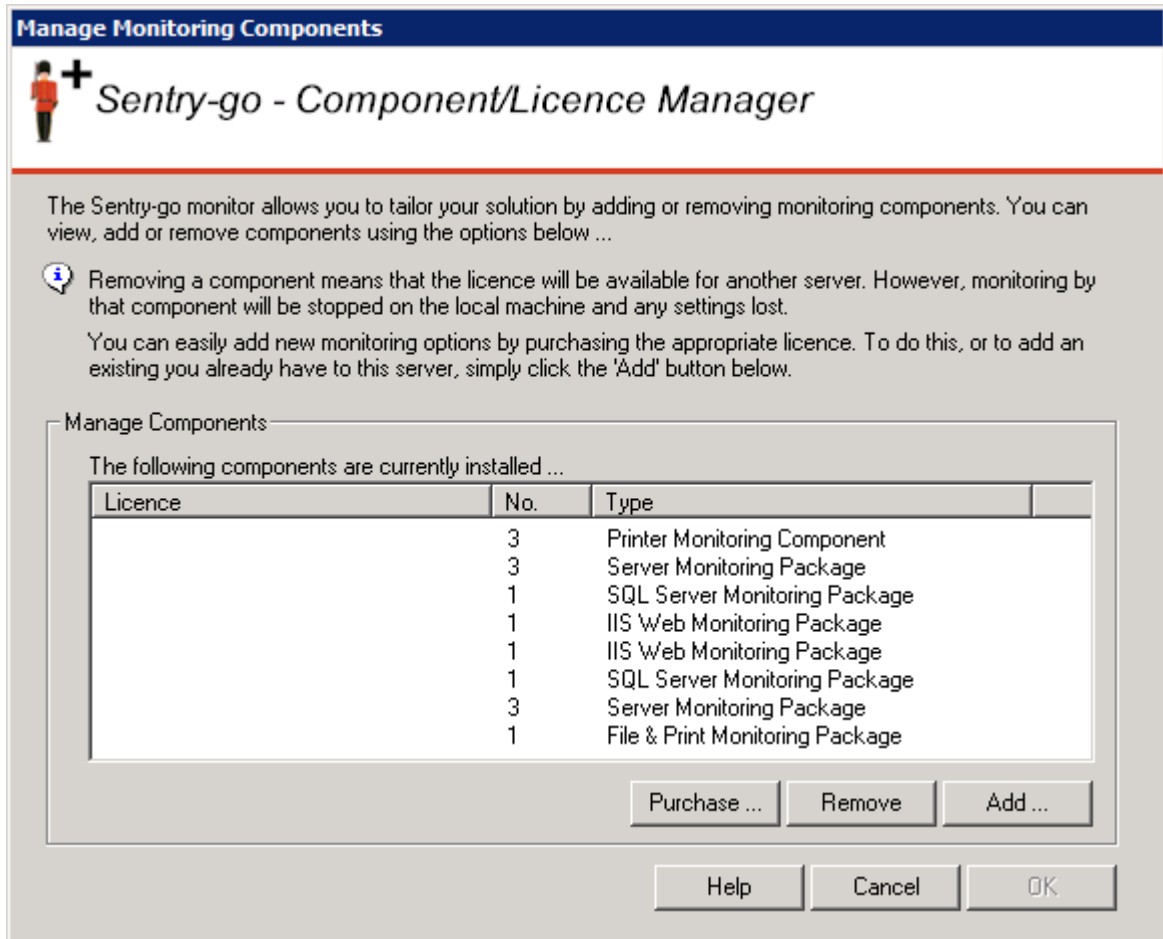 Manage Monitoring Components
+
Sentry-go - Component/Licence Manager
The Sentry-go monitor allows you to tailor your solution by adding or removing monitoring components. You can
view, add or remove components using the options below ...
Removing a component means that the licence will be available for another server. However, monitoring by
that component will be stopped on the local machine and any settings lost.
You can easily add new monitoring options by purchasing the appropriate licence. To do this, or to add an
existing you already have to this server, simply click the 'Add' button below.
Manage Components
The following components are currently installed ...
Licence No. Type
3 Printer Monitoring Component
3 Server Monitoring Package
1 SQL Server Monitoring Package
1 IIS Web Monitoring Package
1 IIS Web Monitoring Package
1 SQL Server Monitoring Package
3 Server Monitoring Package
1 File & Print Monitoring Package
Purchase ... Remove Add ...
Help Cancel OK